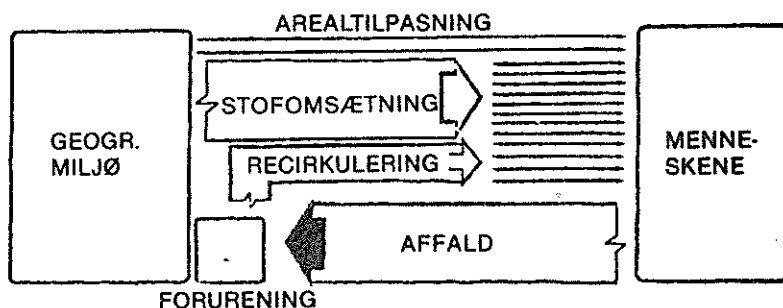 AREALTILPASNING
GEOGR.
MILJØ
STOFOMSÆTNING
RECIRKULERING
AFFALD
FORURENING
MENNE-
SKENE